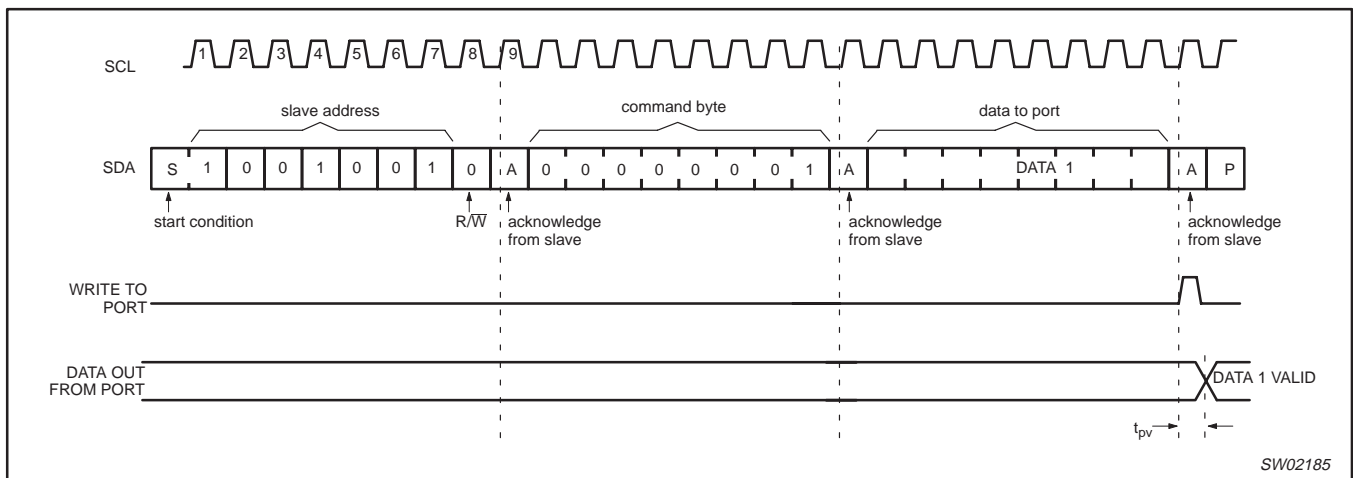 SCL 1 2 3 4 5 6 7 8 9
slave address command byte data to port
SDA S 1 0 0 1 0 0 1 0 A 0 0 0 0 0 0 0 1 A DATA 1 A P
start condition R/W̅ acknowledge from slave acknowledge from slave acknowledge from slave
WRITE TO
PORT
DATA OUT
FROM PORT
DATA 1 VALID
tpv
SW02185